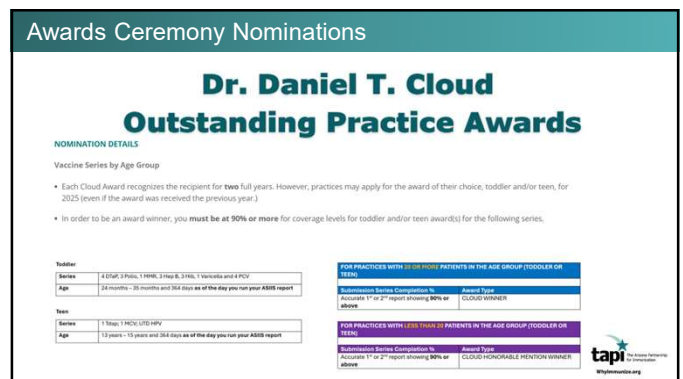 Awards Ceremony Nominations
Dr. Daniel T. Cloud
Outstanding Practice Awards
NOMINATION DETAILS
Vaccine Series by Age Group
• Each Cloud Award recognizes the recipient for two full years. However, practices may apply for the award of their choice, toddler and/or teen, for
2025 (even if the award was received the previous year.)
• In order to be an award winner, you must be at 90% or more for coverage levels for toddler and/or teen award(s) for the following series.
Toddler
Series 4 DTaP, 3 Polio, 1 MMR, 3 Hep B, 3 Hib, 1 Varicella and 4 PCV
Age 24 months – 35 months and 364 days as of the day you run your ASIIS report
Teen
Series 1 Tdap; 1 MCV; UTD HPV
Age 13 years – 13 years and 364 days as of the day you run your ASIIS report
FOR PRACTICES WITH 20 OR MORE PATIENTS IN THE AGE GROUP (TODDLER OR
TEEN)
Submission Series Completion % Award Type
Accurate 1st or 2nd report showing 90% or CLOUD WINNER
above
FOR PRACTICES WITH LESS THAN 20 PATIENTS IN THE AGE GROUP (TODDLER OR
TEEN)
Submission Series Completion % Award Type
Accurate 1st or 2nd report showing 90% or CLOUD HONORABLE MENTION WINNER
above
tapi The Arizona Partnership
for Immunization
WhyImmunize.org